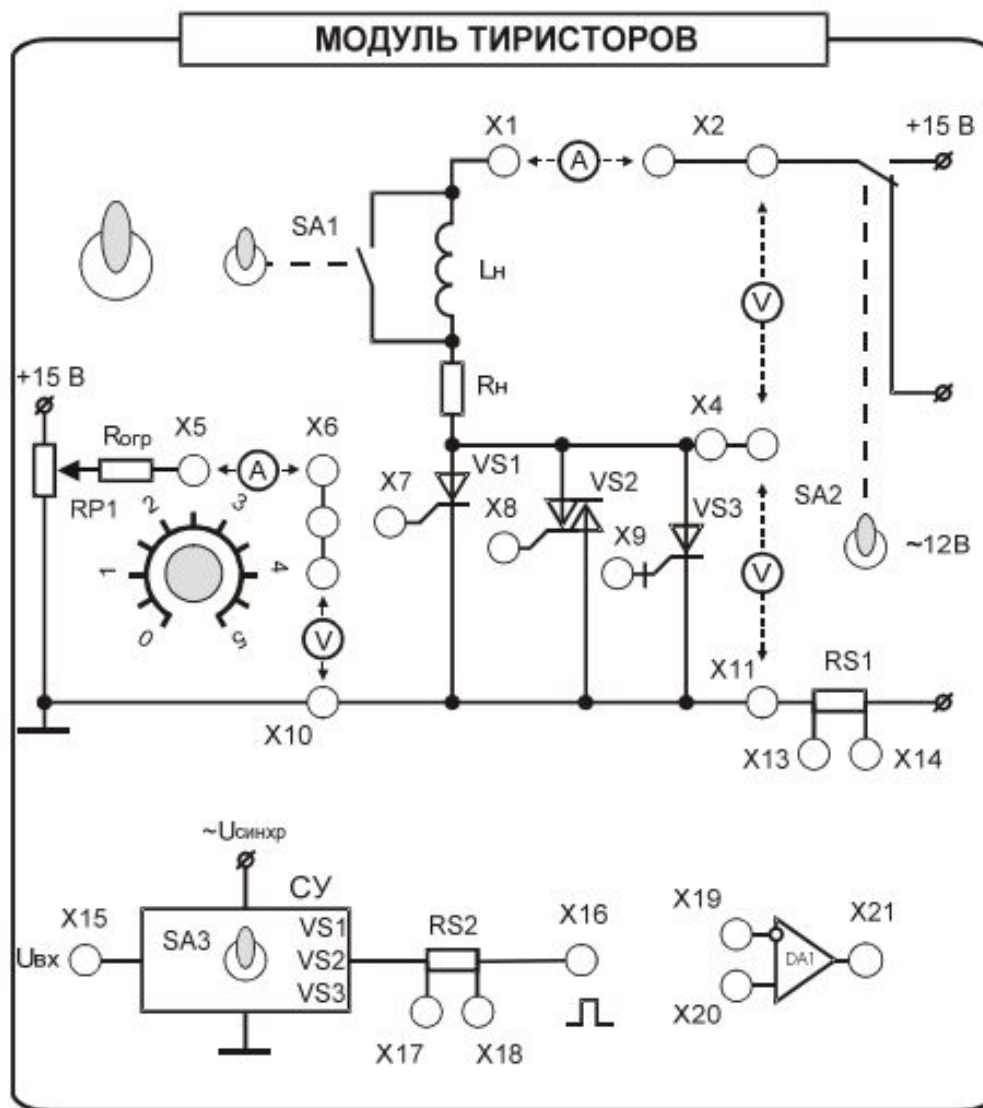 МОДУЛЬ ТИРИСТОРОВ
X1
A
X2
+15 В
SA1
Lн
V
+15 В
Rн
X4
Rогр
X5
X6
A
VS1
X7
VS2
SA2
RP1
2
3
X8
VS3
X9
~12В
1
4
V
0
5
V
X11
RS1
X10
X13
X14
~Uсинхр
СУ
X15
SA3
VS1
RS2
X16
X19
X21
Uвх
VS2
DA1
VS3
X20
X17
X18